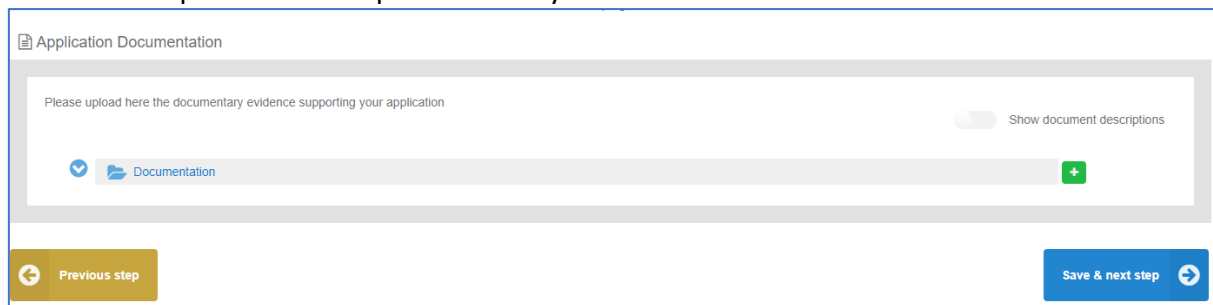 Application Documentation
Please upload here the documentary evidence supporting your application
Show document descriptions
Documentation
Previous step
Save & next step